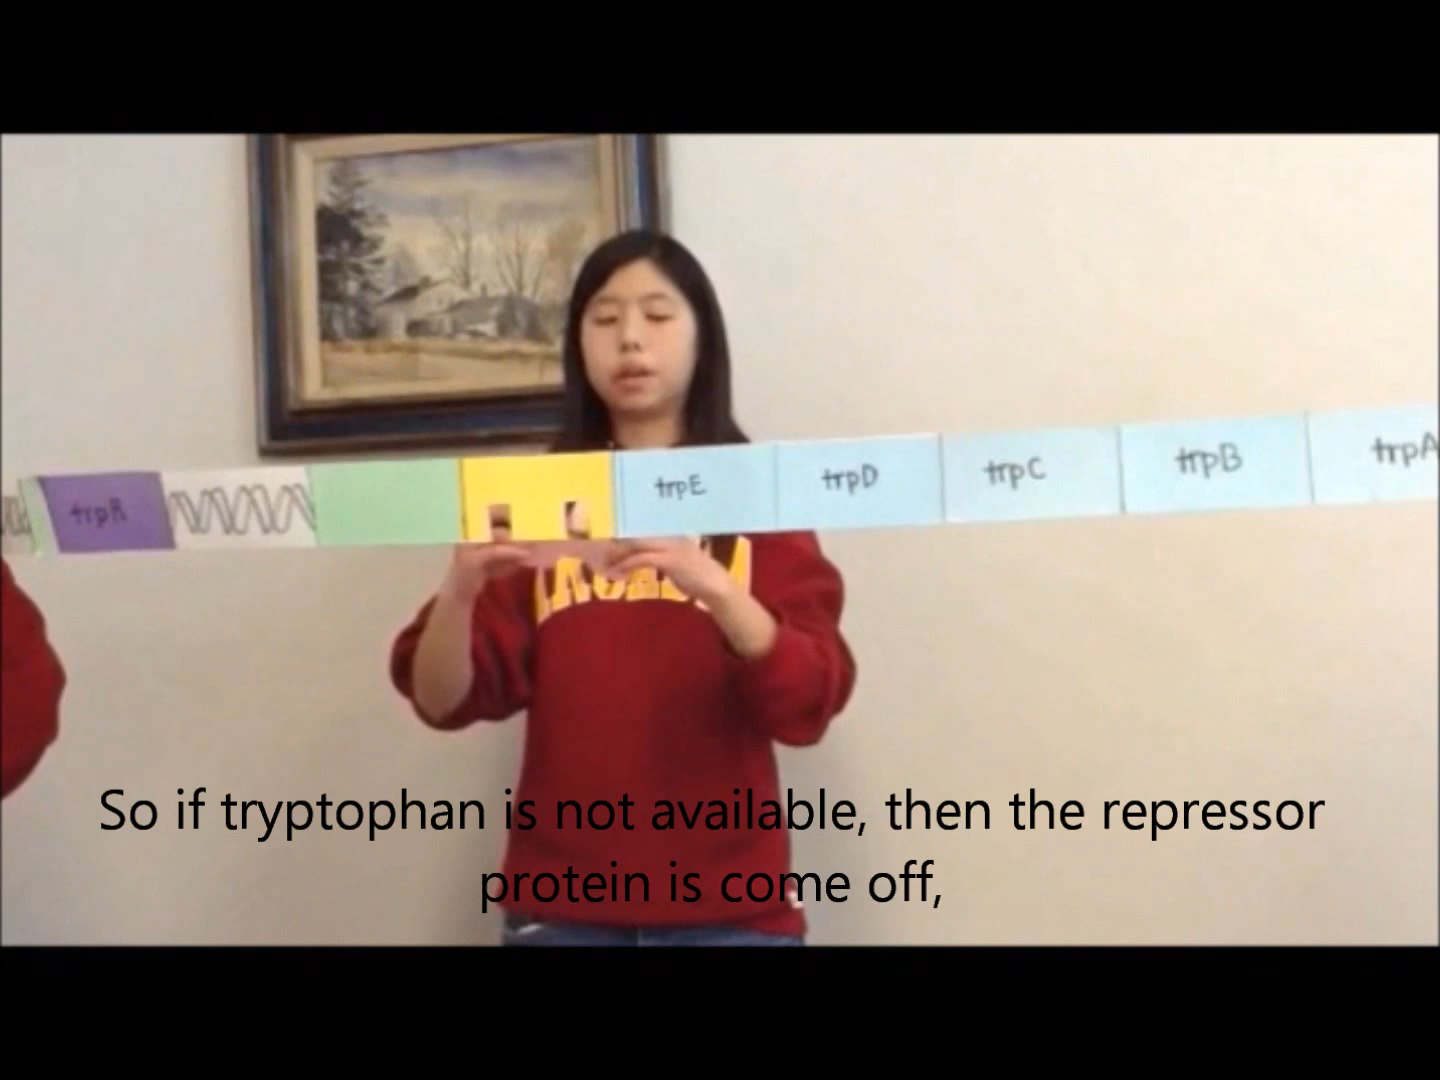 trpR
trpE
trpD
trpC
trpB
trpA
So if tryptophan is not available, then the repressor
protein is come off,